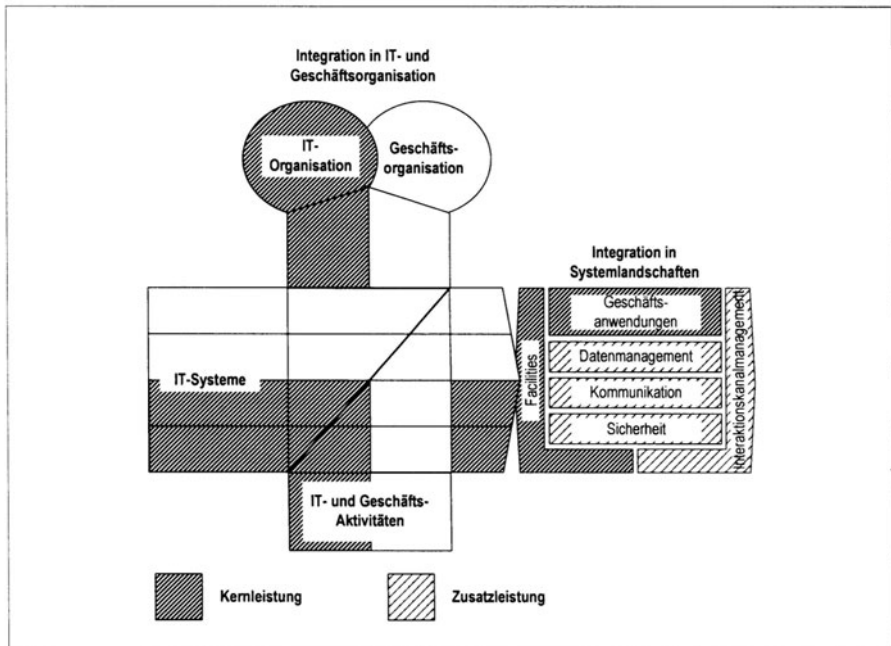 Integration in IT- und
Geschäftsorganisation
IT-
Organisation
Geschäfts-
organisation
Integration in
Systemlandschaften
Geschäfts-
anwendungen
Datenmanagement
Kommunikation
Sicherheit
Facilities
Interaktionskanalmanagement
IT-Systeme
IT- und Geschäfts-
Aktivitäten
Kernleistung
Zusatzleistung